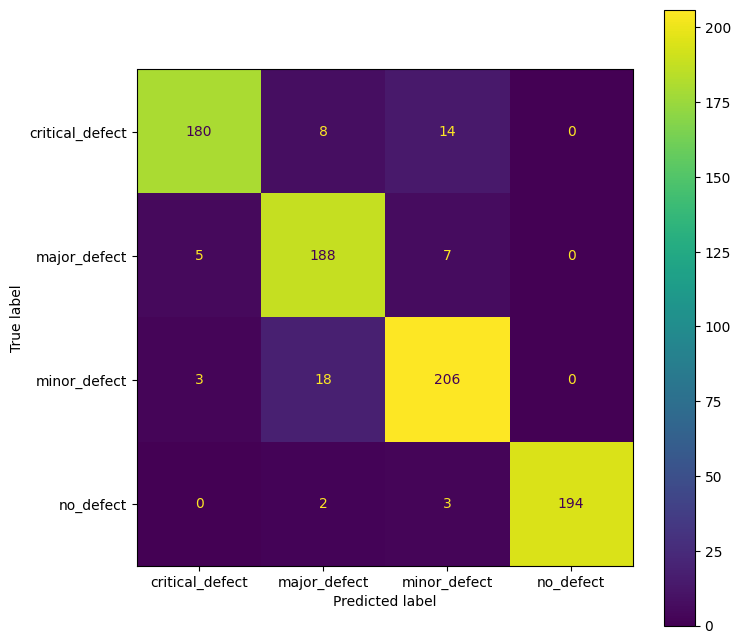 critical_defect 180 8 14 0
major_defect 5 188 7 0
minor_defect 3 18 206 0
no_defect 0 2 3 194
critical_defect major_defect minor_defect no_defect
Predicted label
True label
200
175
150
125
100
75
50
25
0